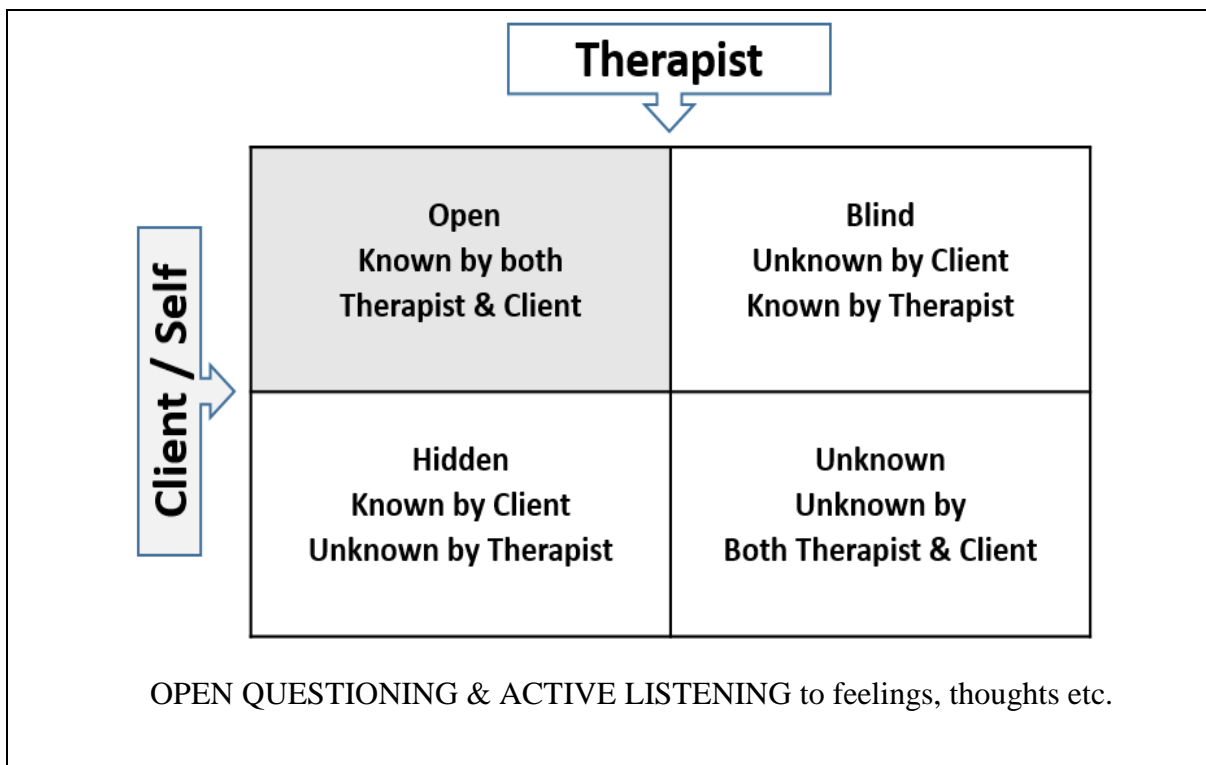 Therapist
Client / Self
Open
Known by both
Therapist & Client
Blind
Unknown by Client
Known by Therapist
Hidden
Known by Client
Unknown by Therapist
Unknown
Unknown by
Both Therapist & Client
OPEN QUESTIONING & ACTIVE LISTENING to feelings, thoughts etc.